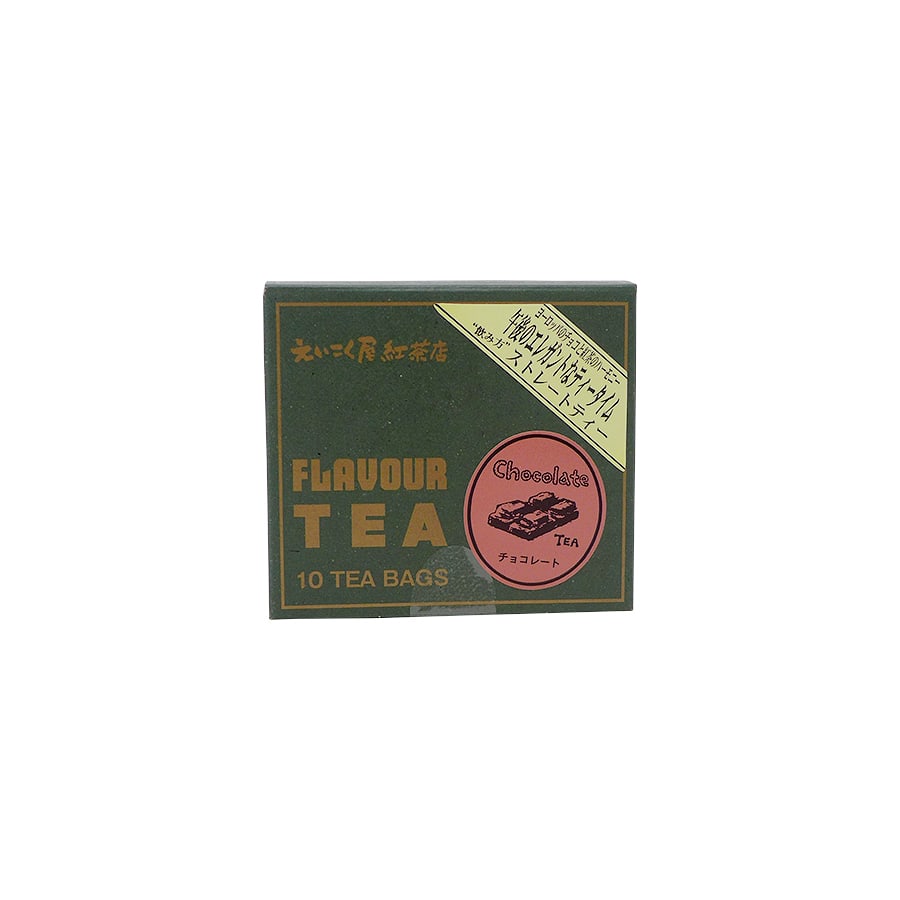 えいこく屋紅茶店
ヨーロッパのチョコと紅茶のハーモニー
午後のエレガントなティータイム
"飲み方"ストレートティー
FLAVOUR
TEA
10 TEA BAGS
Chocolate
TEA
チョコレート